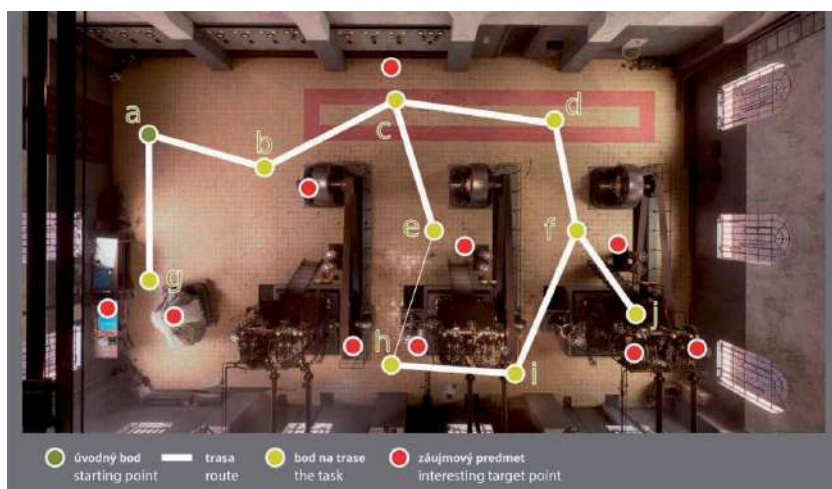 a
b
c
d
e
f
g
h
i
j
úvodný bod
starting point
trasa
route
bod na trase
the task
záujmový predmet
interesting target point